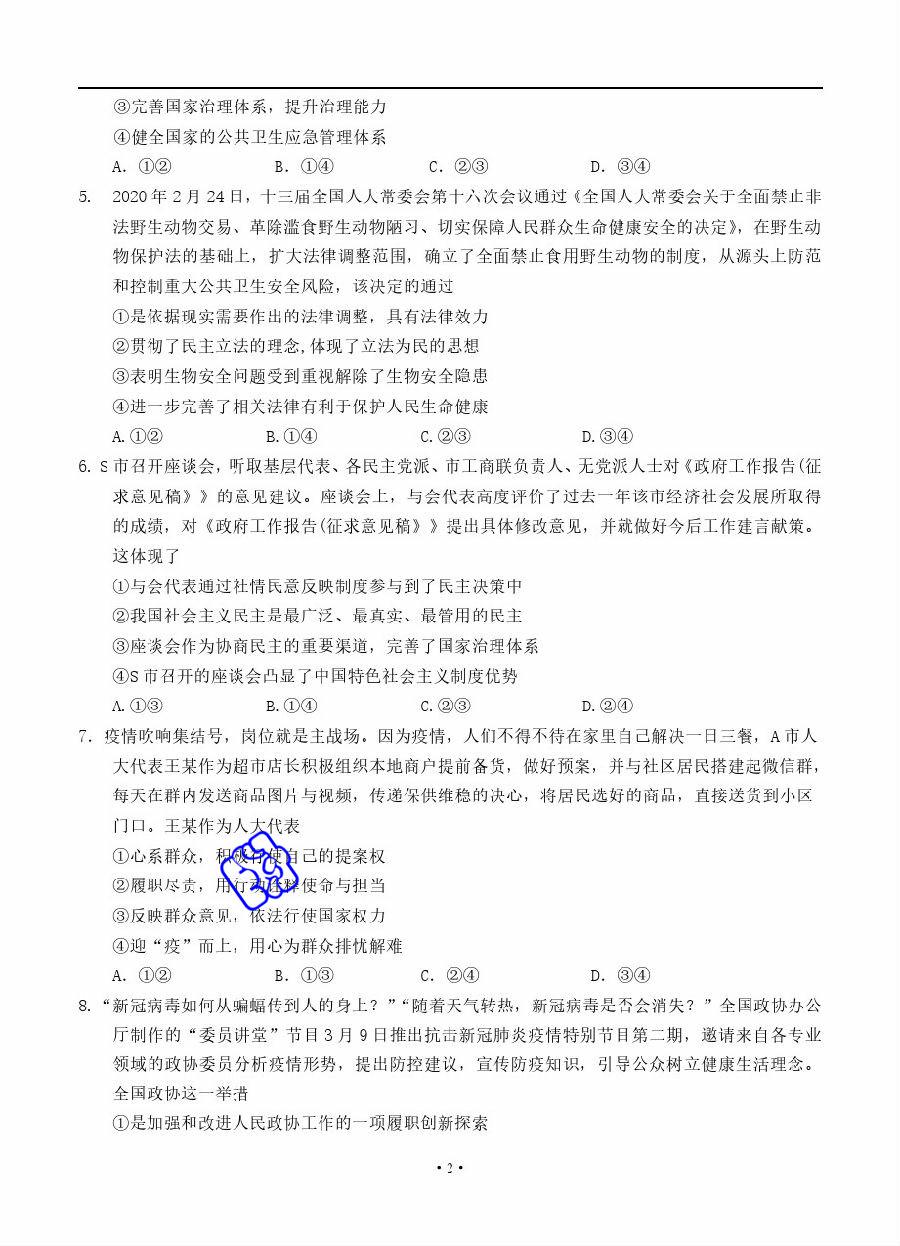 ③完善国家治理体系，提升治理能力
④健全国家的公共卫生应急管理体系
A．①② B．①④ C．②③ D．③④
5． 2020 年 2 月 24 日，十三届全国人大常委会第十六次会议通过《全国人大常委会关于全面禁止非
法野生动物交易、革除滥食野生动物陋习、切实保障人民群众生命健康安全的决定》，在野生动
物保护法的基础上，扩大法律调整范围，确立了全面禁止食用野生动物的制度，从源头上防范
和控制重大公共卫生安全风险，该决定的通过
①是依据现实需要作出的法律调整，具有法律效力
②贯彻了民主立法的理念,体现了立法为民的思想
③表明生物安全问题受到重视解除了生物安全隐患
④进一步完善了相关法律有利于保护人民生命健康
A.①② B.①④ C.②③ D.③④
6. S 市召开座谈会，听取基层代表、各民主党派、市工商联负责人、无党派人士对《政府工作报告(征
求意见稿》》的意见建议。座谈会上，与会代表高度评价了过去一年该市经济社会发展所取得
的成绩，对《政府工作报告(征求意见稿》》提出具体修改意见，并就做好今后工作建言献策。
这体现了
①与会代表通过社情民意反映制度参与到了民主决策中
②我国社会主义民主是最广泛、最真实、最管用的民主
③座谈会作为协商民主的重要渠道，完善了国家治理体系
④S 市召开的座谈会凸显了中国特色社会主义制度优势
A.①③ B.①④ C.②③ D.②④
7．疫情吹响集结号，岗位就是主战场。因为疫情，人们不得不待在家里自己解决一日三餐，A 市人
大代表王某作为超市店长积极组织本地商户提前备货，做好预案，并与社区居民搭建起微信群，
每天在群内发送商品图片与视频，传递保供维稳的决心，将居民选好的商品，直接送货到小区
门口。王某作为人大代表
①心系群众，积极行使自己的提案权
②履职尽责，用行动诠释使命与担当
③反映群众意见，依法行使国家权力
④迎“疫”而上，用心为群众排忧解难
A．①② B．①③ C．②④ D．③④
8．“新冠病毒如何从蝙蝠传到人的身上？”“随着天气转热，新冠病毒是否会消失？”全国政协办公
厅制作的“委员讲堂”节目 3 月 9 日推出抗击新冠肺炎疫情特别节目第二期，邀请来自各专业
领域的政协委员分析疫情形势，提出防控建议，宣传防疫知识，引导公众树立健康生活理念。
全国政协这一举措
①是加强和改进人民政协工作的一项履职创新探索
·2·